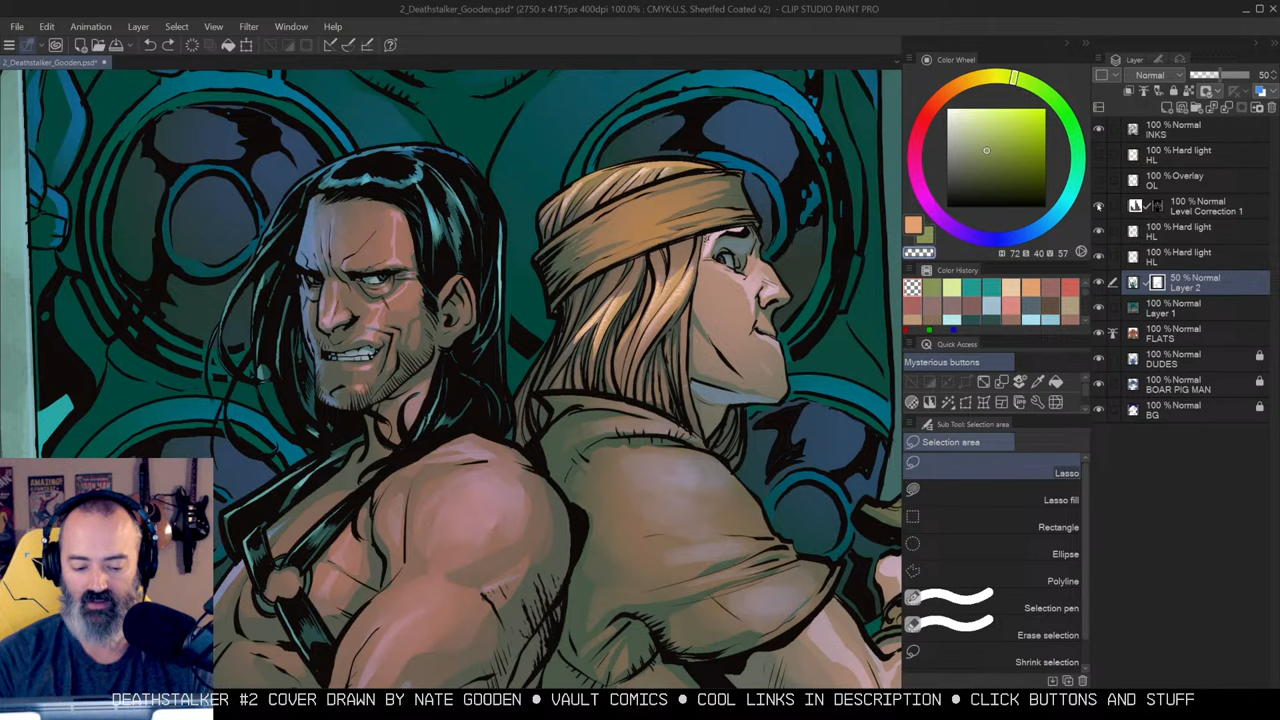 2_Deathstalker_Gooden.psd* (2750 x 4175px 400dpi 100.0% : CMYK:U.S. Sheetfed Coated v2) - CLIP STUDIO PAINT PRO
File Edit Animation Layer Select View Filter Window Help
2_Deathstalker_Gooden.psd*
Color Wheel
H 72 S 40 V 57
Color History
Quick Access
Mysterious buttons
Sub Tool: Selection area
Selection area
Lasso
Lasso fill
Rectangle
Ellipse
Polyline
Selection pen
Erase selection
Shrink selection
Layer
Normal 50
100 % Normal
INKS
100 % Hard light
HL
100 % Overlay
OL
100 % Normal
Level Correction 1
100 % Hard light
HL
100 % Hard light
HL
50 % Normal
Layer 2
100 % Normal
Layer 1
100 % Normal
FLATS
100 % Normal
DUDES
100 % Normal
BOAR PIG MAN
100 % Normal
BG
AMAZING
IRON MAN
DEATHSTALKER #2 COVER DRAWN BY NATE GOODEN ● VAULT COMICS ● COOL LINKS IN DESCRIPTION ● CLICK BUTTONS AND STUFF